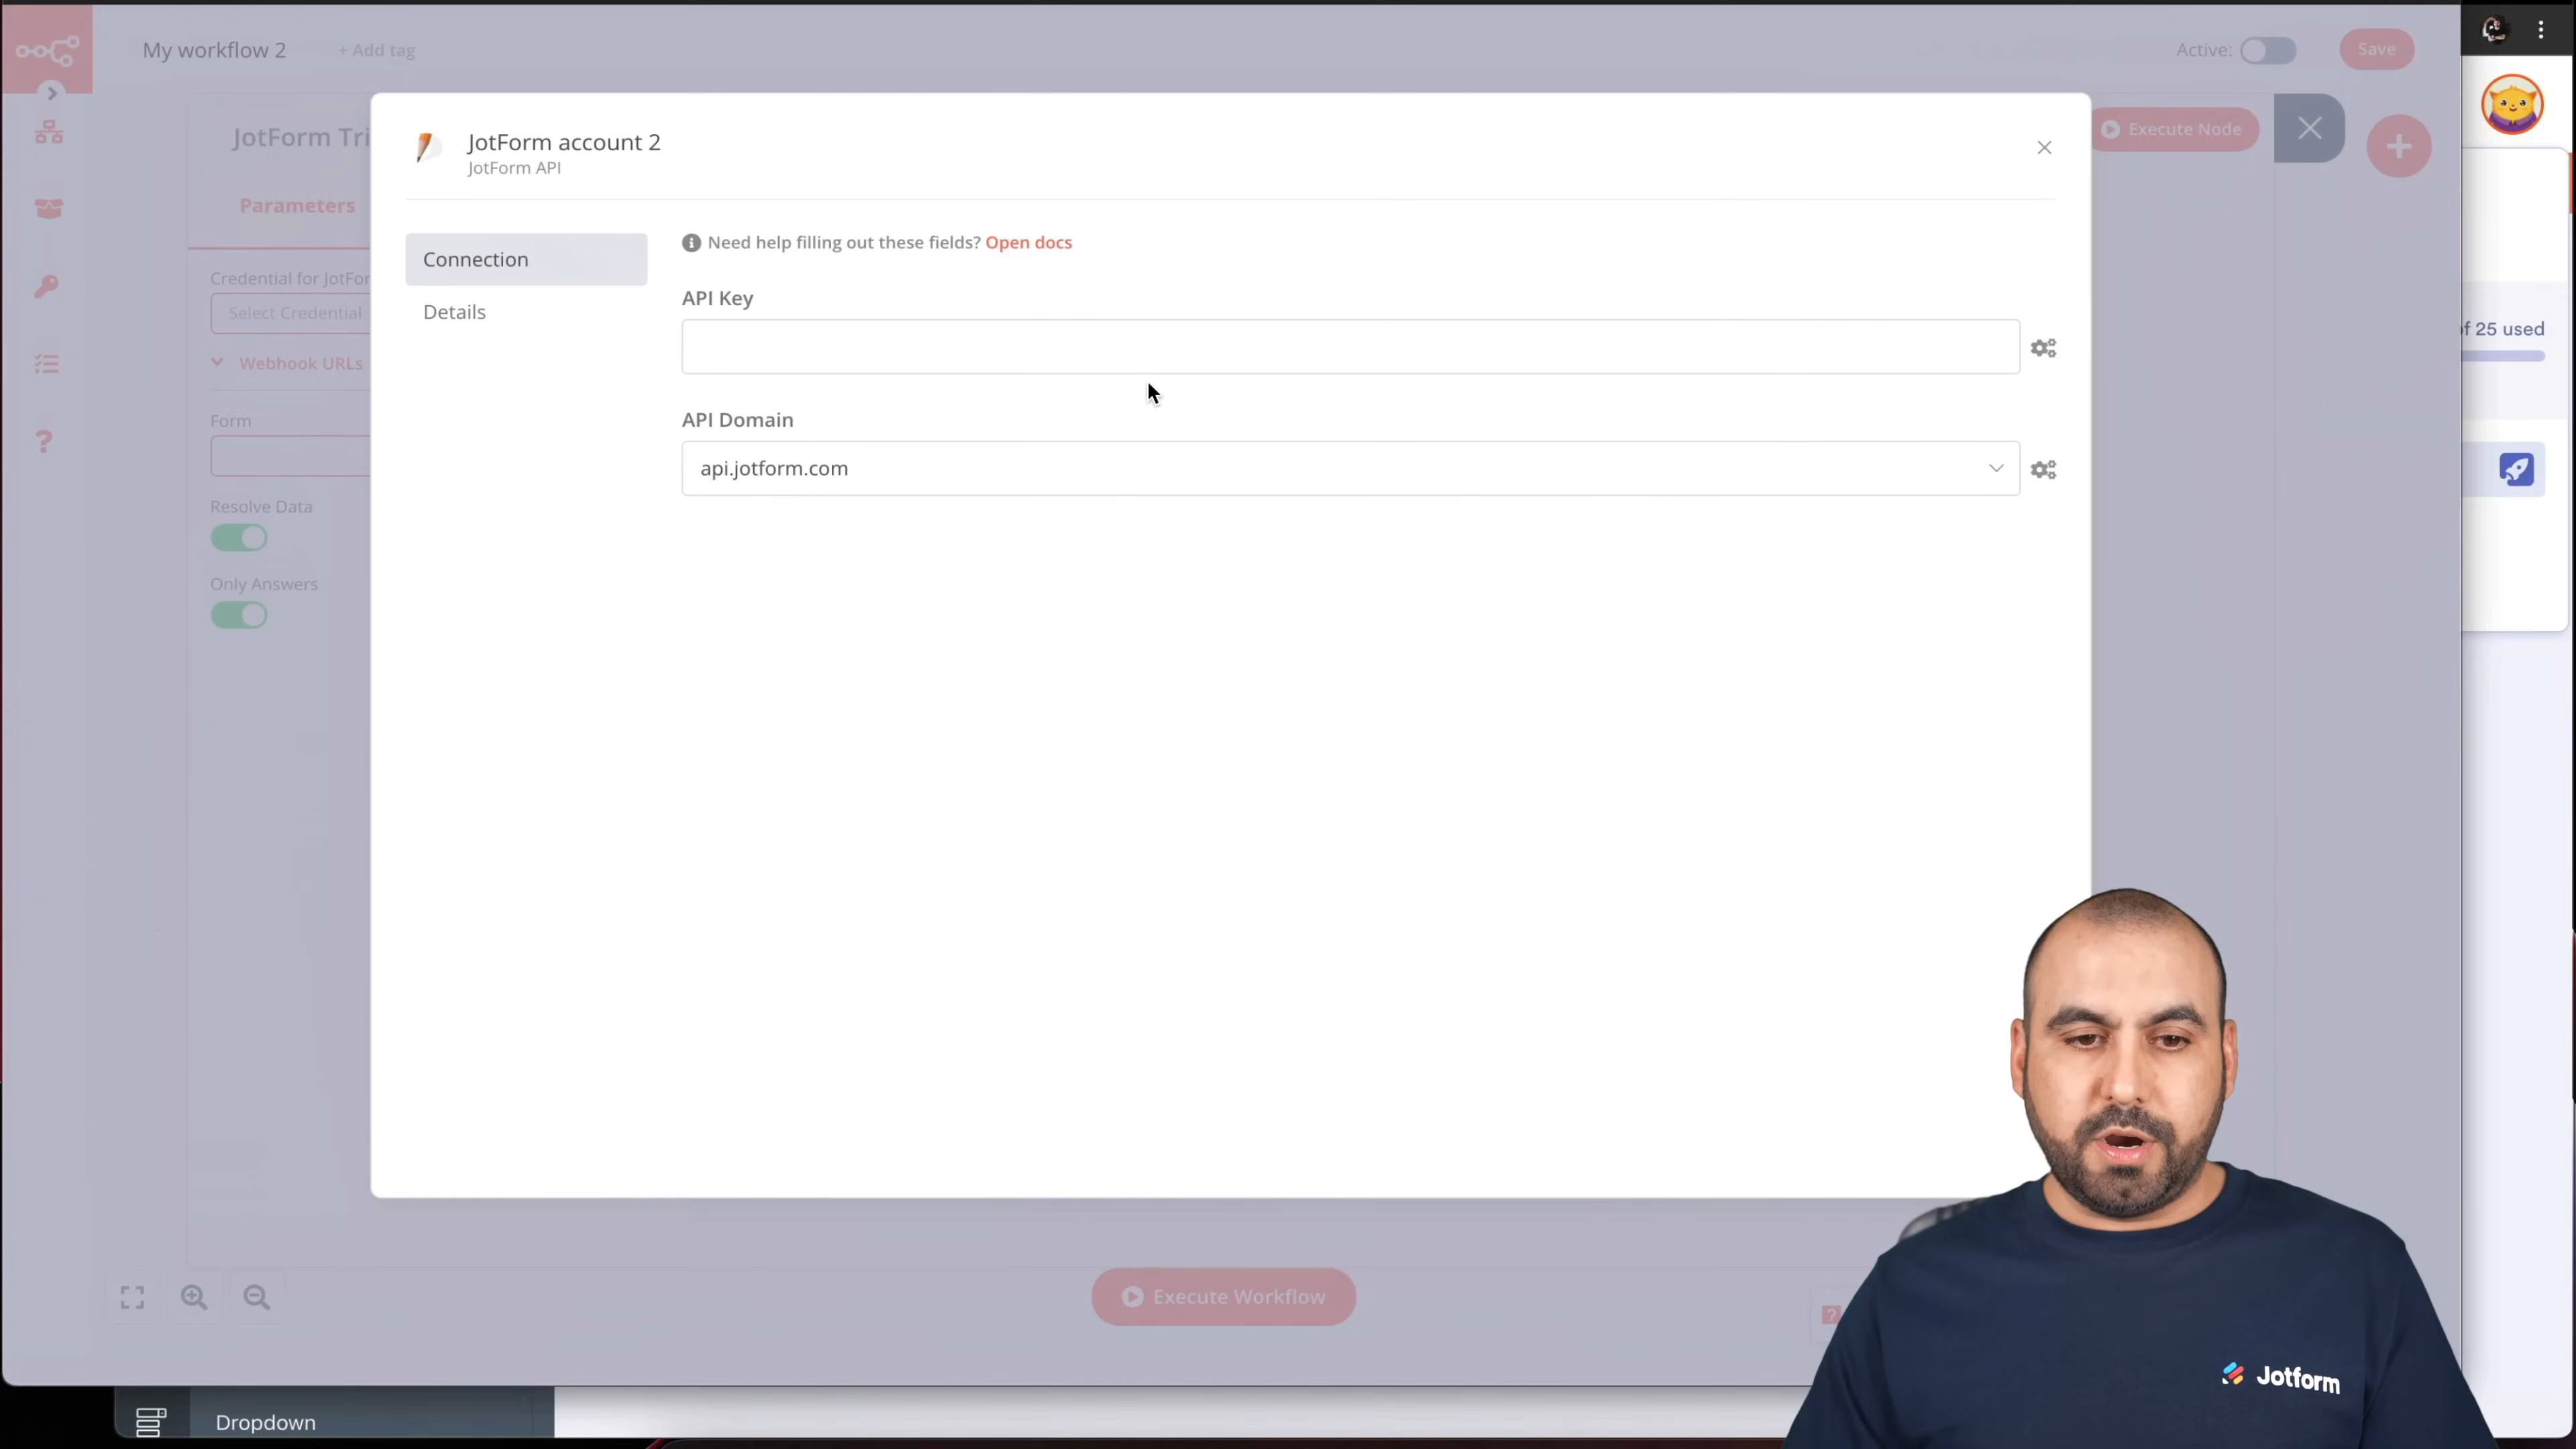 My workflow 2
+ Add tag
Active:
Save
JotForm Tri
Execute Node
JotForm account 2
JotForm API
Parameters
Connection
Details
Need help filling out these fields? Open docs
API Key
API Domain
api.jotform.com
Credential for JotFor
Select Credential
Webhook URLs
Form
Resolve Data
Only Answers
of 25 used
Execute Workflow
Dropdown
Jotform